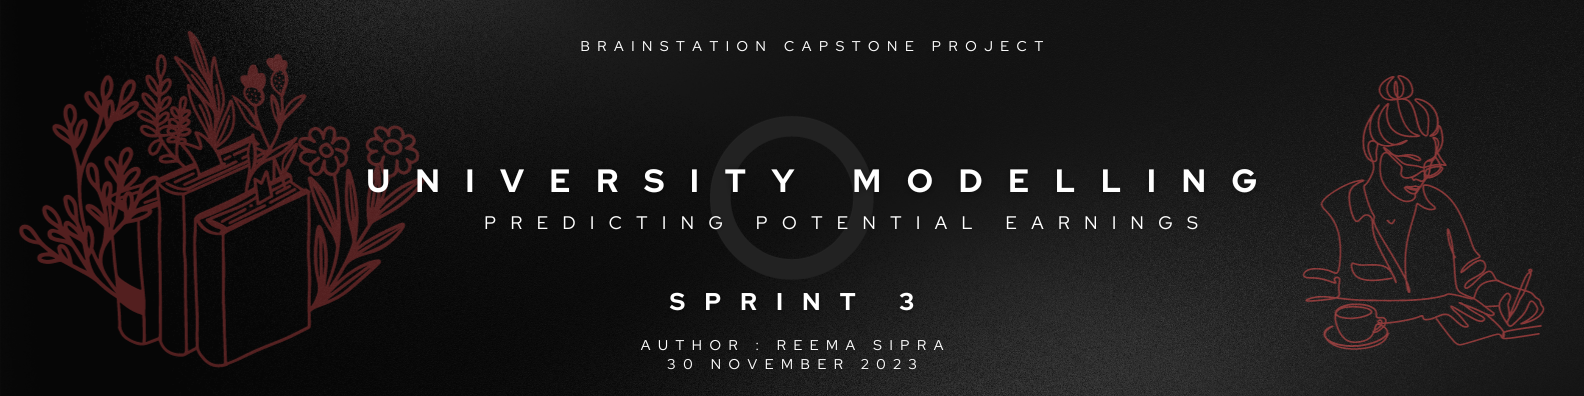 BRAINSTATION CAPSTONE PROJECT
UNIVERSITY MODELLING
PREDICTING POTENTIAL EARNINGS
SPRINT 3
AUTHOR : REEMA SIPRA
30 NOVEMBER 2023